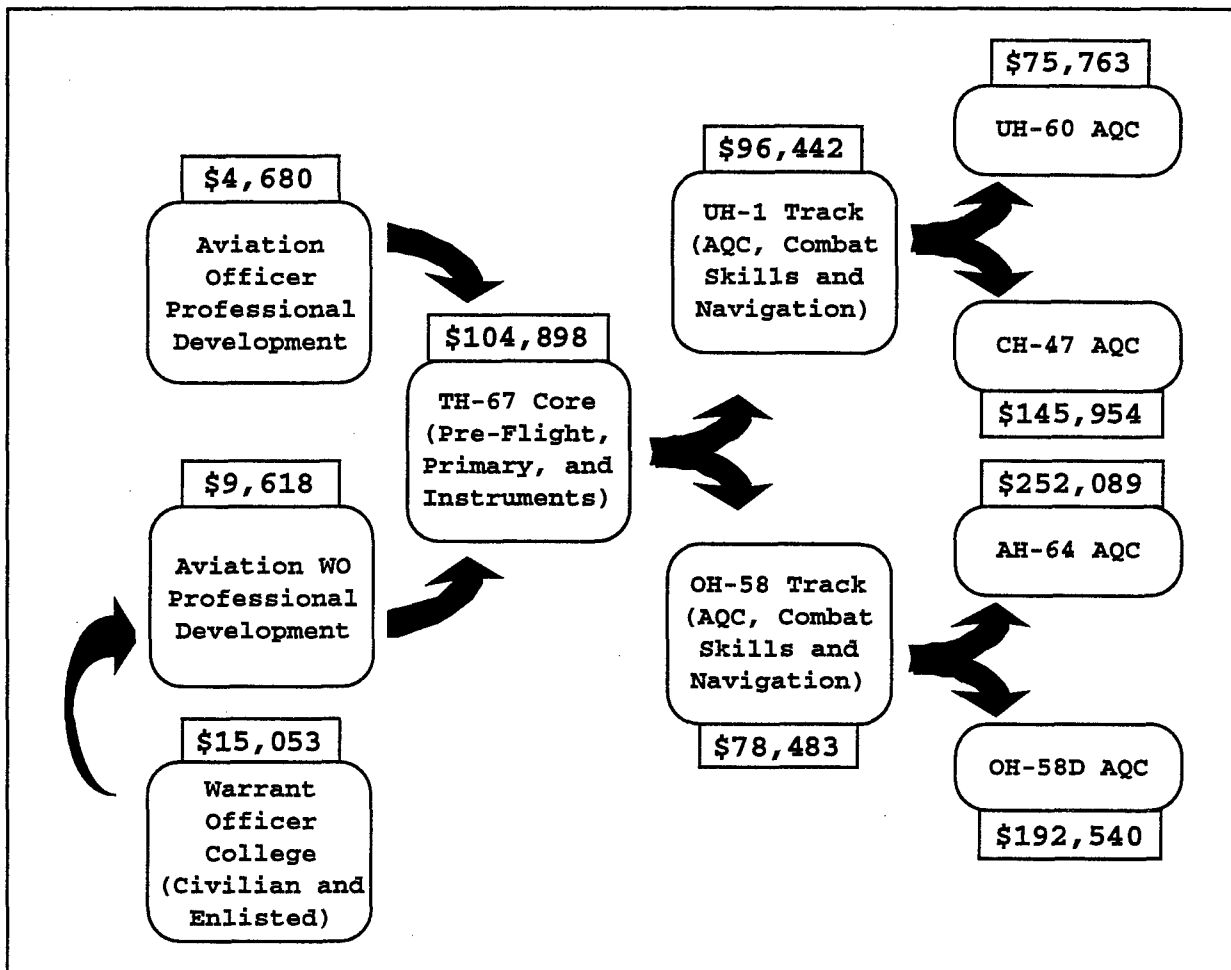 $4,680
Aviation
Officer
Professional
Development
$9,618
Aviation WO
Professional
Development
$15,053
Warrant
Officer
College
(Civilian and
Enlisted)
$104,898
TH-67 Core
(Pre-Flight,
Primary, and
Instruments)
$96,442
UH-1 Track
(AQC, Combat
Skills and
Navigation)
OH-58 Track
(AQC, Combat
Skills and
Navigation)
$78,483
$75,763
UH-60 AQC
CH-47 AQC
$145,954
$252,089
AH-64 AQC
OH-58D AQC
$192,540